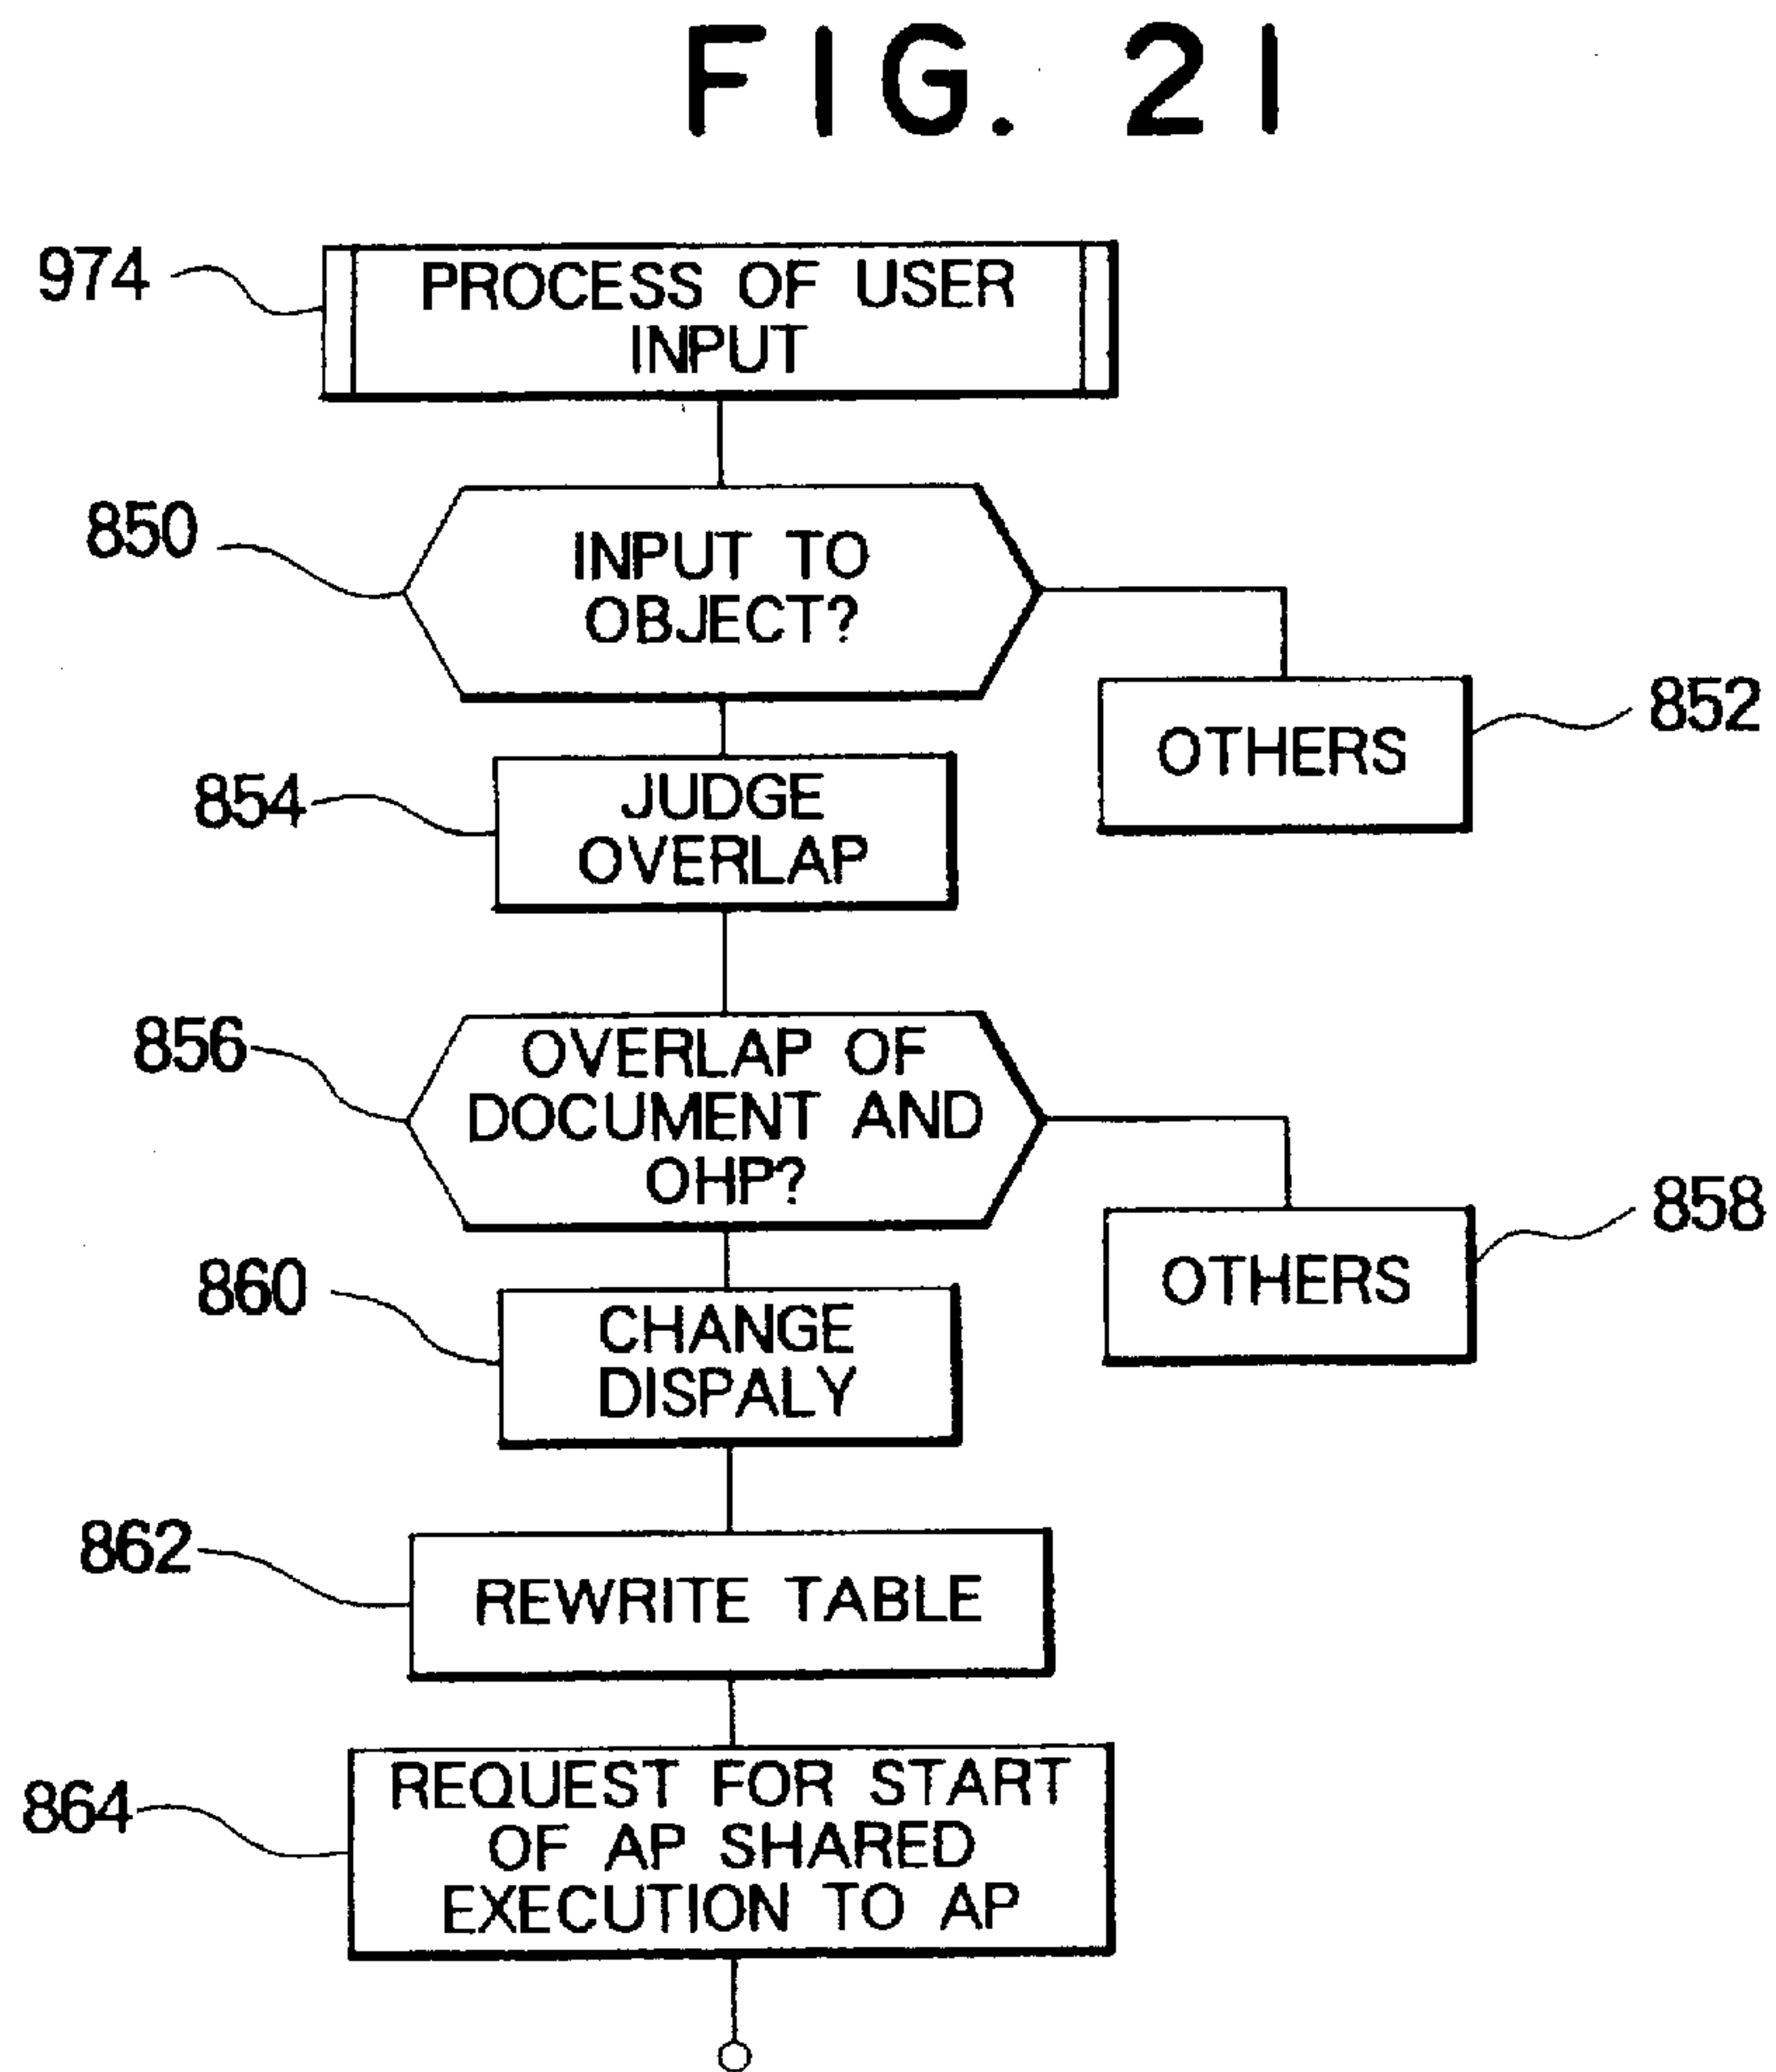 FIG. 21
974
PROCESS OF USER
INPUT
850
INPUT TO
OBJECT?
852
OTHERS
854
JUDGE
OVERLAP
856
OVERLAP OF
DOCUMENT AND
OHP?
858
OTHERS
860
CHANGE
DISPALY
862
REWRITE TABLE
864
REQUEST FOR START
OF AP SHARED
EXECUTION TO AP